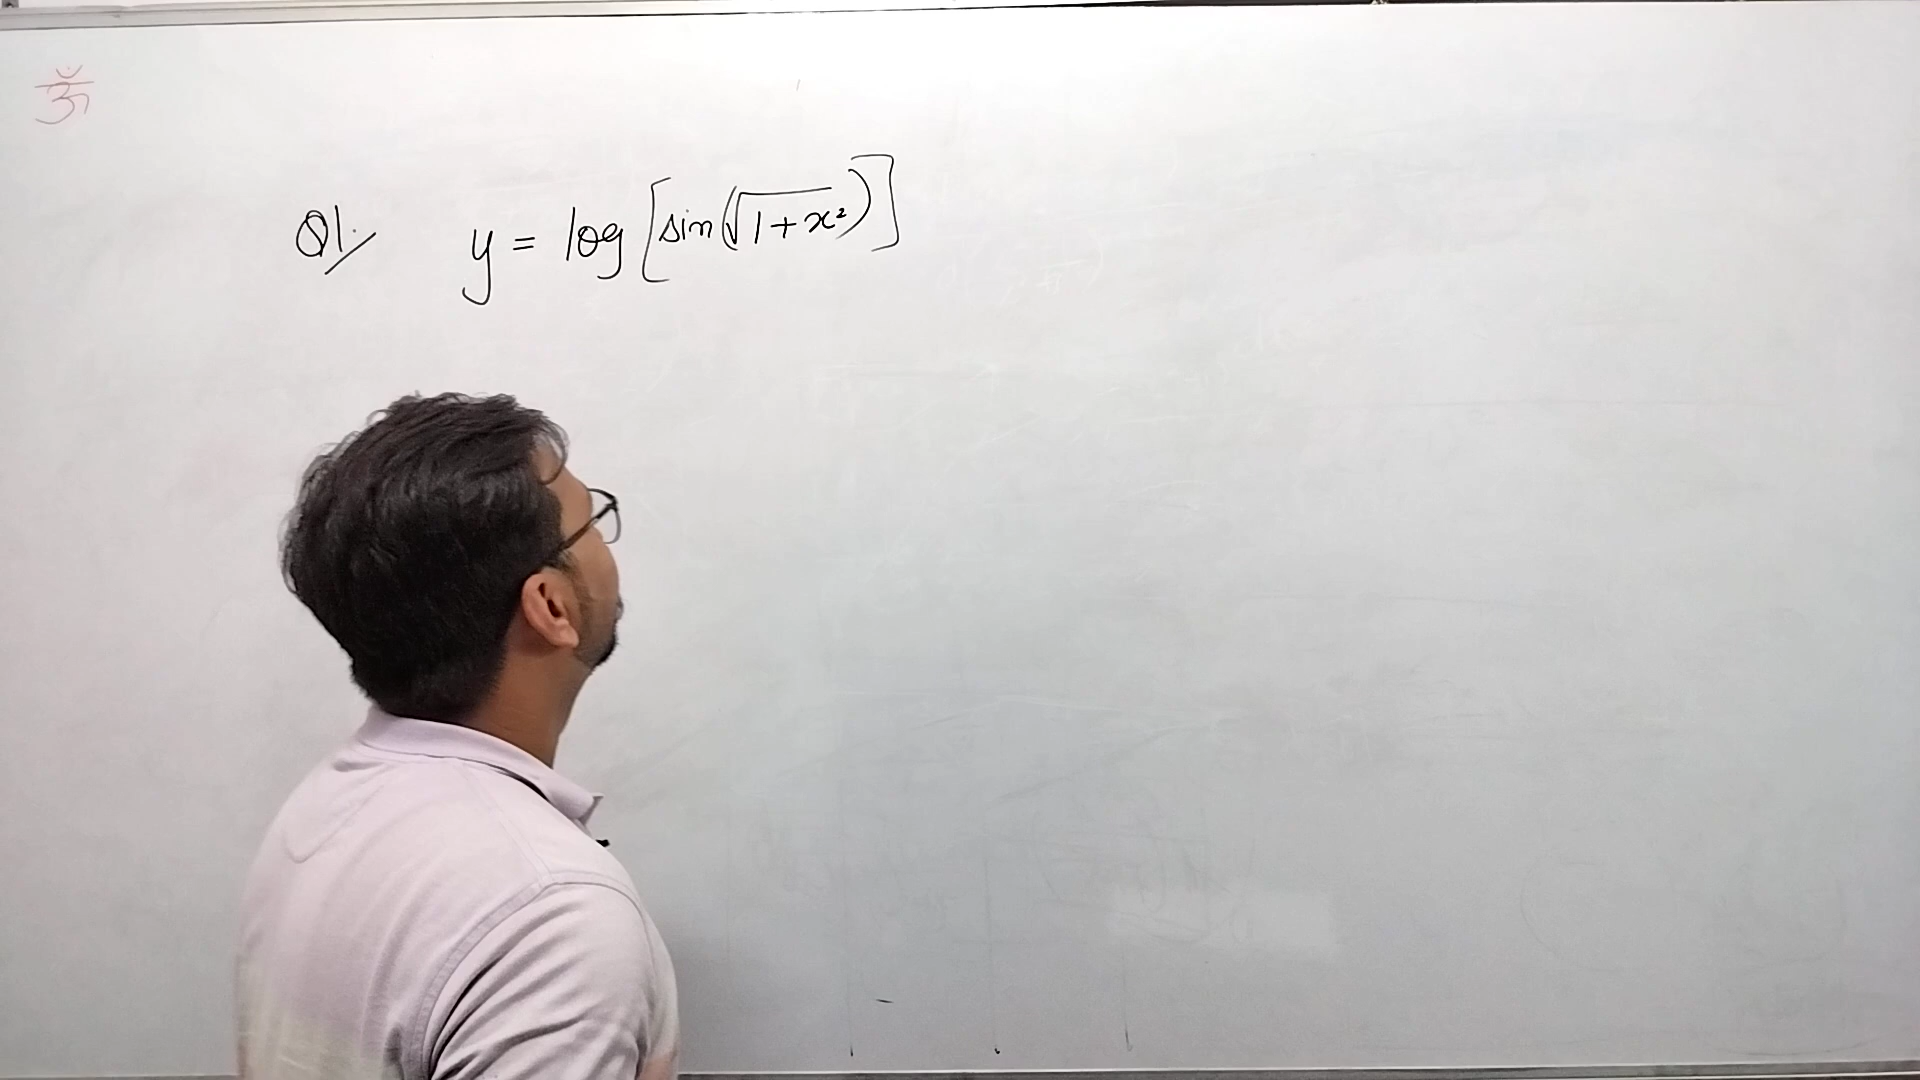 ॐ
Q1. y = log [sin(√1+x²)]